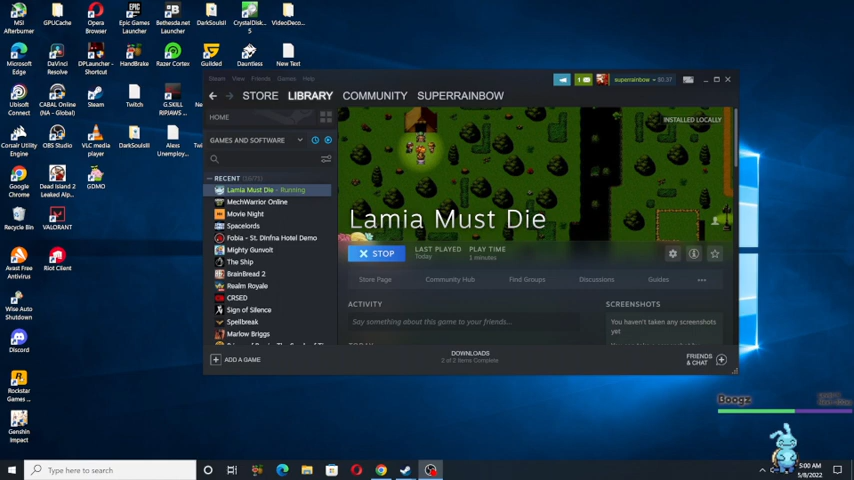 MSI
Afterburner
GPUCache
Opera
Browser
Epic Games
Launcher
Bethesda.net
Launcher
DarkSoulsII
CrystalDisk...
5
VideoDeco...
Microsoft
Edge
DaVinci
Resolve
DPLauncher -
Shortcut
HandBrake
Razer Cortex
Guilded
Dauntless
New Text
Ubisoft
Connect
CABAL Online
(NA - Global)
Steam
Twitch
G.SKILL
Corsair Utility
Engine
OBS Studio
VLC media
player
DarkSoulsIII
Aless
Unemploy...
Google
Chrome
Dead Island 2
Leaked Alp...
GDMO
Recycle Bin
VALORANT
Avast Free
Antivirus
Riot Client
Wise Auto
Shutdown
Discord
Rockstar
Games ...
Genshin
Impact
Steam View Friends Games Help
1
superrainbow
$0.37
STORE LIBRARY COMMUNITY SUPERRAINBOW
HOME
GAMES AND SOFTWARE
RECENT
Lamia Must Die - Running
MechWarrior Online
Movie Night
Spacelords
Fobia - St. Dinfna Hotel Demo
Mighty Gunvolt
The Ship
BrainBread 2
Realm Royale
CRSED
Sign of Silence
Spellbreak
Marlow Briggs
INSTALLED LOCALLY
Lamia Must Die
STOP
LAST PLAYED
Today
PLAY TIME
1 minutes
Store Page Community Hub Find Groups Discussions Guides
ACTIVITY
Say something about this game to your friends...
SCREENSHOTS
You haven't taken any screenshots
yet
ADD A GAME
DOWNLOADS
2 of 2 Items Complete
FRIENDS
& CHAT
Boogz
Type here to search
5:00 AM
5/8/2022